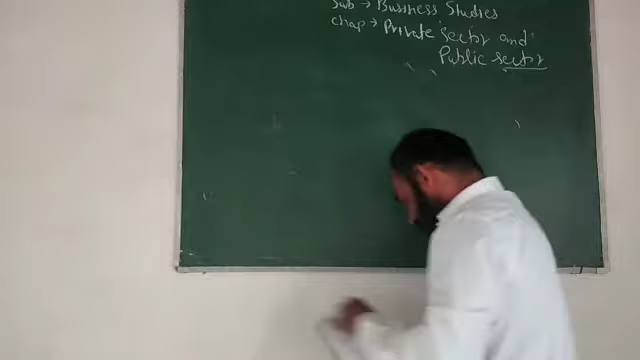 Sub → Business Studies
chap → Private sector and
Public sector